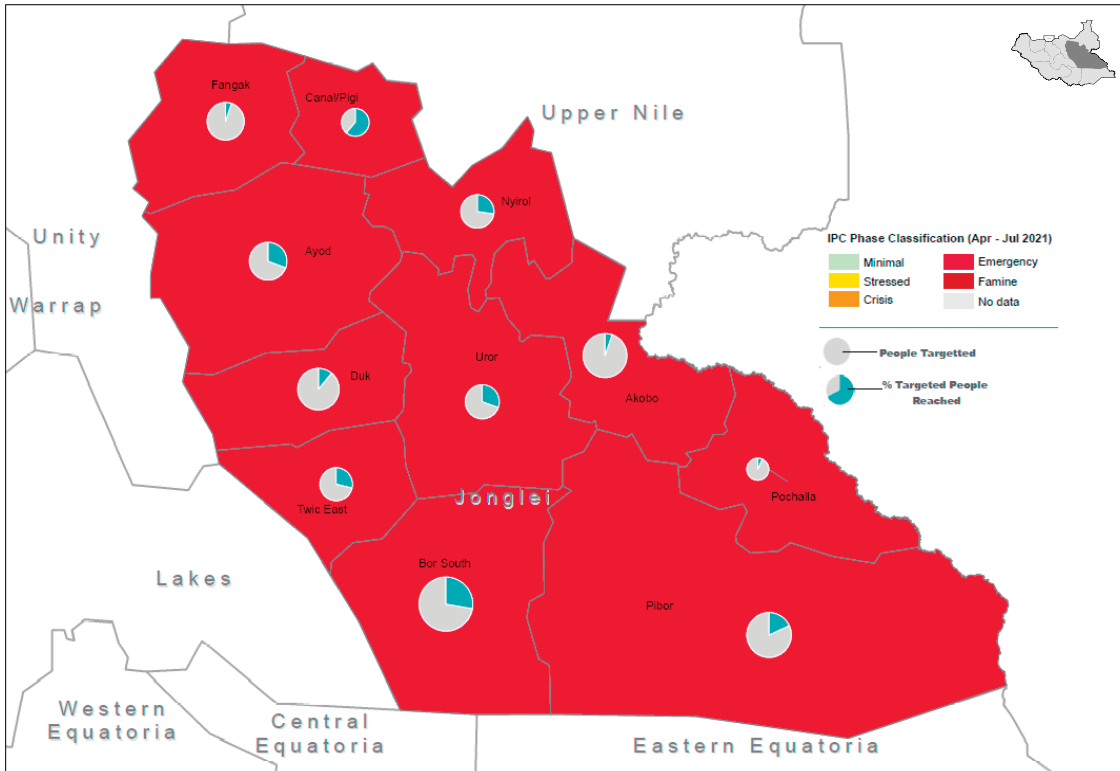 Fangak
Canal/Pigi
Upper Nile
Nyirol
Unity
Ayod
IPC Phase Classification (Apr - Jul 2021)
Minimal
Emergency
Stressed
Famine
Crisis
No data
Warrap
People Targetted
Uror
Duk
% Targeted People
Reached
Akobo
Pochalla
Jonglei
Twic East
Bor South
Lakes
Pibor
Western
Equatoria
Central
Equatoria
Eastern Equatoria